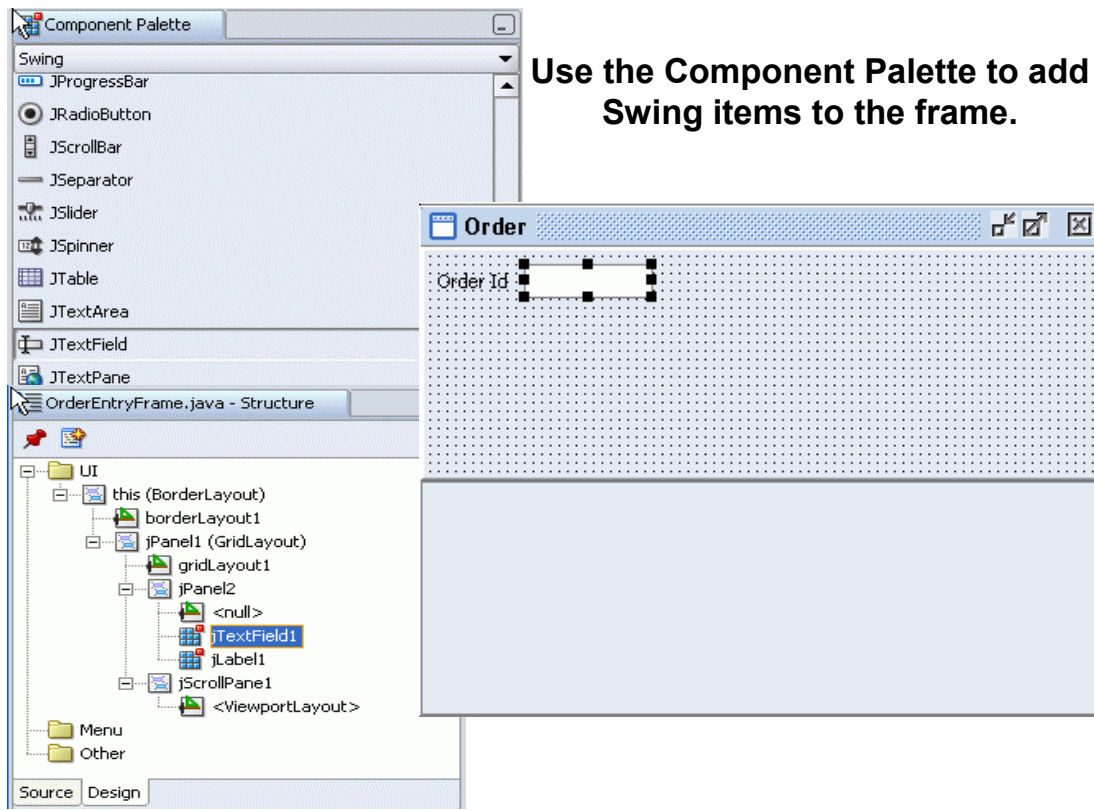 Component Palette
Swing
JProgressBar
JRadioButton
JScrollBar
JSeparator
JSlider
JSpinner
JTable
JTextArea
JTextField
JTextPane
Use the Component Palette to add
Swing items to the frame.
Order
Order Id
OrderEntryFrame.java - Structure
UI
this (BorderLayout)
borderLayout1
jPanel1 (GridLayout)
gridLayout1
jPanel2
<null>
jTextField1
jLabel1
jScrollPane1
<ViewportLayout>
Menu
Other
Source Design